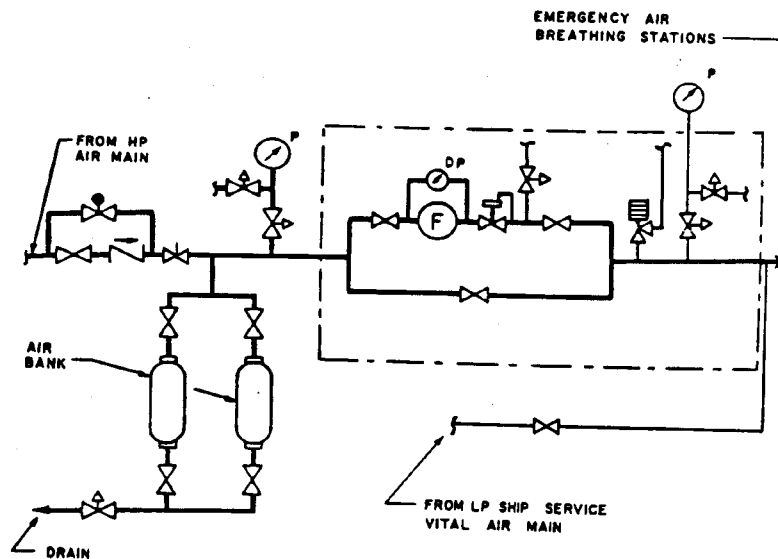 EMERGENCY AIR
BREATHING STATIONS
P
P
FROM HP
AIR MAIN
DP
F
AIR
BANK
FROM LP SHIP SERVICE
VITAL AIR MAIN
DRAIN